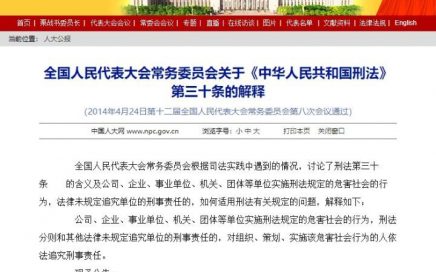 首页 | 栗战书委员长 | 代表大会会议 | 常委会会议 | 专题 | 直播 | 在线访谈 | 图片 | 代表名单 | 文献资料 | 法律法规 | English
当前位置： 人大公报
全国人民代表大会常务委员会关于《中华人民共和国刑法》
第三十条的解释
(2014年4月24日第十二届全国人民代表大会常务委员会第八次会议通过)
中国人大网 www.npc.gov.cn 浏览字号：小 中 大 打印本页 关闭窗口
全国人民代表大会常务委员会根据司法实践中遇到的情况，讨论了刑法第三十
条 的含义及公司、企业、事业单位、机关、团体等单位实施刑法规定的危害社会的行
为，法律未规定追究单位的刑事责任的，如何适用刑法有关规定的问题，解释如下：
公司、企业、事业单位、机关、团体等单位实施刑法规定的危害社会的行为，刑法
分则和其他法律未规定追究单位的刑事责任的，对组织、策划、实施该危害社会行为的人依
法追究刑事责任。